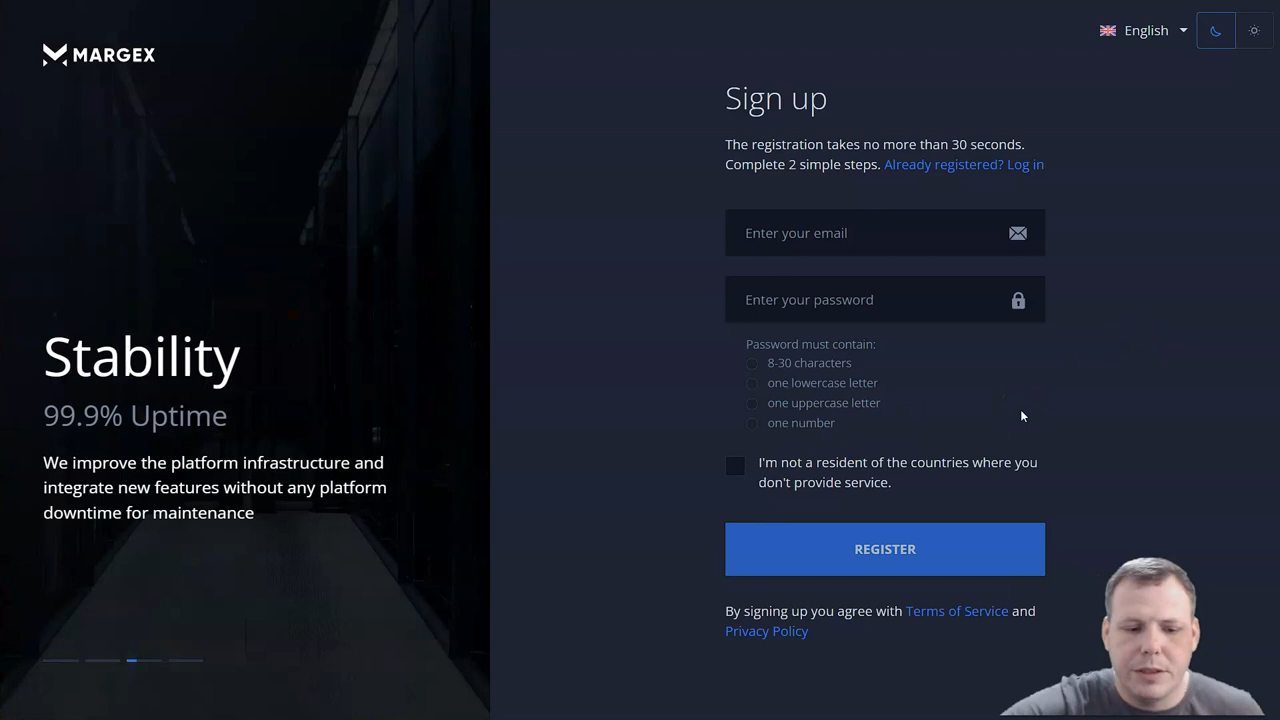 MARGEX
English
Sign up
The registration takes no more than 30 seconds.
Complete 2 simple steps. Already registered? Log in
Enter your email
Enter your password
Password must contain:
8-30 characters
one lowercase letter
one uppercase letter
one number
I'm not a resident of the countries where you
don't provide service.
REGISTER
By signing up you agree with Terms of Service and
Privacy Policy
Stability
99.9% Uptime
We improve the platform infrastructure and
integrate new features without any platform
downtime for maintenance